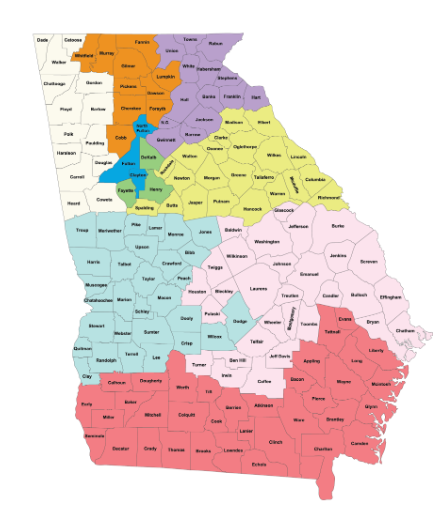 Dade
Catoosa
Walker
Whitfield
Murray
Fannin
Towns
Union
Rabun
Gilmer
White
Habersham
Stephens
Chattooga
Gordon
Pickens
Lumpkin
Dawson
Hall
Banks
Franklin
Hart
Floyd
Bartow
Cherokee
Forsyth
Jackson
Madison
Elbert
Polk
Paulding
Cobb
North Fulton
Gwinnett
Barrow
Clarke
Oconee
Oglethorpe
Haralson
Douglas
Fulton
DeKalb
Rockdale
Walton
Wilkes
Lincoln
Carroll
Clayton
Henry
Newton
Morgan
Greene
Taliaferro
Columbia
Heard
Coweta
Fayette
Spalding
Butts
Jasper
Putnam
Hancock
Warren
Richmond
Troup
Meriwether
Pike
Lamar
Monroe
Jones
Baldwin
Glascock
Jefferson
Burke
Upson
Bibb
Wilkinson
Washington
Jenkins
Screven
Harris
Talbot
Crawford
Peach
Twiggs
Johnson
Emanuel
Muscogee
Taylor
Houston
Bleckley
Laurens
Treutlen
Candler
Bulloch
Effingham
Chattahoochee
Marion
Macon
Schley
Pulaski
Dooly
Dodge
Wheeler
Montgomery
Toombs
Evans
Tattnall
Bryan
Chatham
Stewart
Webster
Sumter
Wilcox
Telfair
Quitman
Randolph
Terrell
Lee
Crisp
Turner
Ben Hill
Jeff Davis
Appling
Long
Liberty
Clay
Calhoun
Dougherty
Worth
Tift
Irwin
Coffee
Bacon
Wayne
McIntosh
Early
Baker
Mitchell
Colquitt
Berrien
Atkinson
Pierce
Glynn
Miller
Cook
Lanier
Ware
Brantley
Seminole
Decatur
Grady
Thomas
Brooks
Lowndes
Clinch
Charlton
Camden
Echols